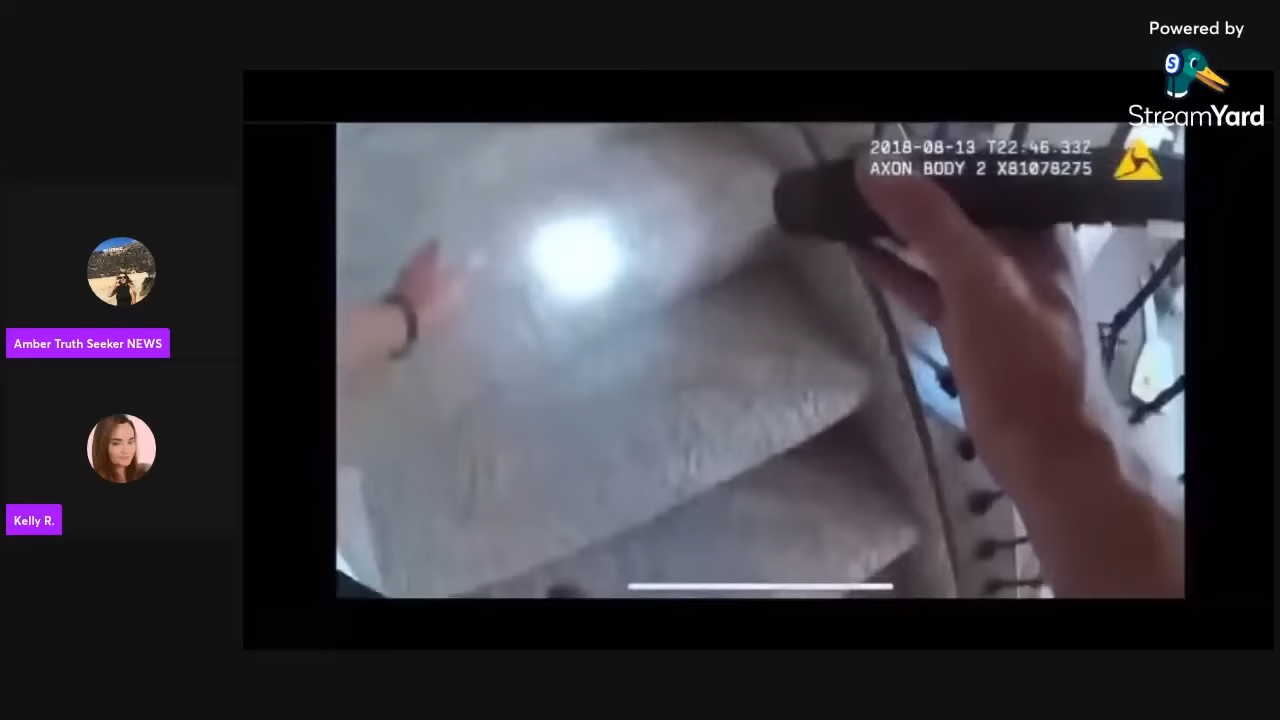 Powered by
StreamYard
2018-08-13 T22:46:33Z
AXON BODY 2 X81078275
Amber Truth Seeker NEWS
Kelly R.